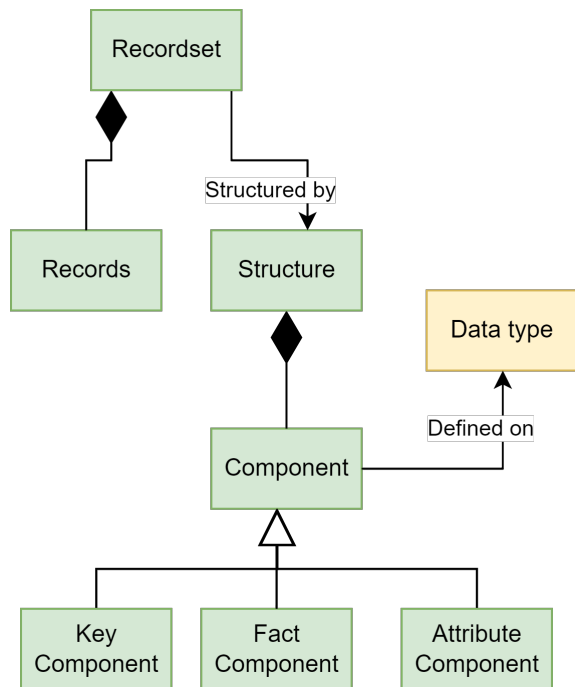 Recordset
Structured by
Records
Structure
Data type
Defined on
Component
Key
Component
Fact
Component
Attribute
Component